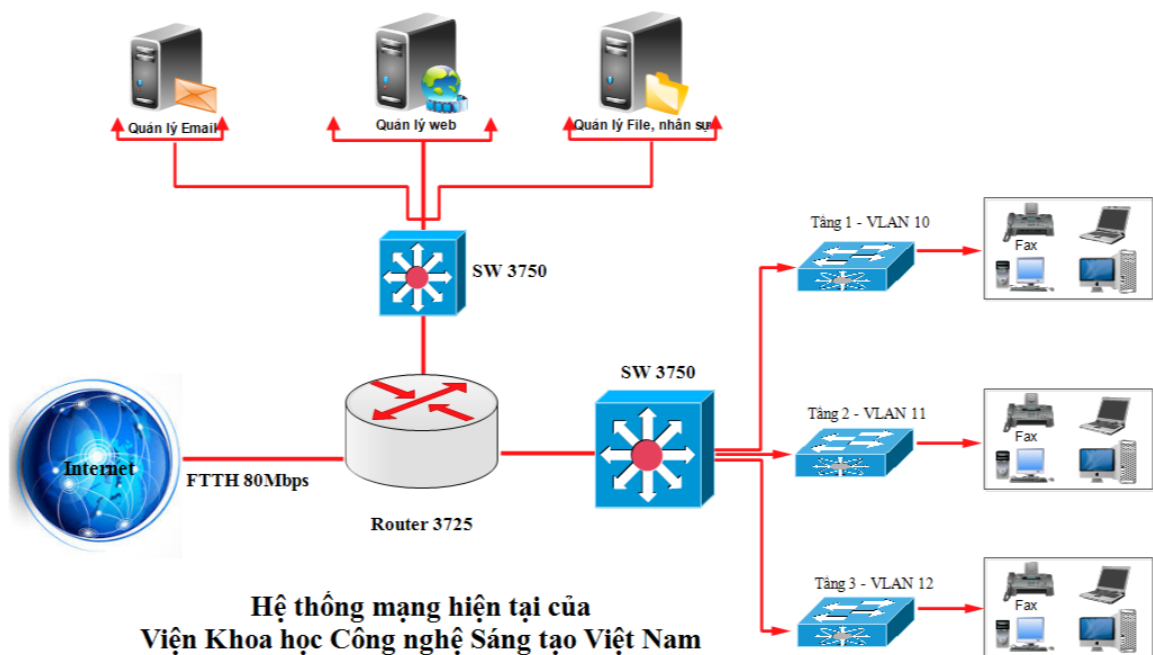 Quản lý Email
Quản lý web
Quản lý File, nhân sự
SW 3750
Tầng 1 - VLAN 10
Fax
SW 3750
Internet
FTTH 80Mbps
Router 3725
Tầng 2 - VLAN 11
Fax
Tầng 3 - VLAN 12
Fax
Hệ thống mạng hiện tại của
Viện Khoa học Công nghệ Sáng tạo Việt Nam